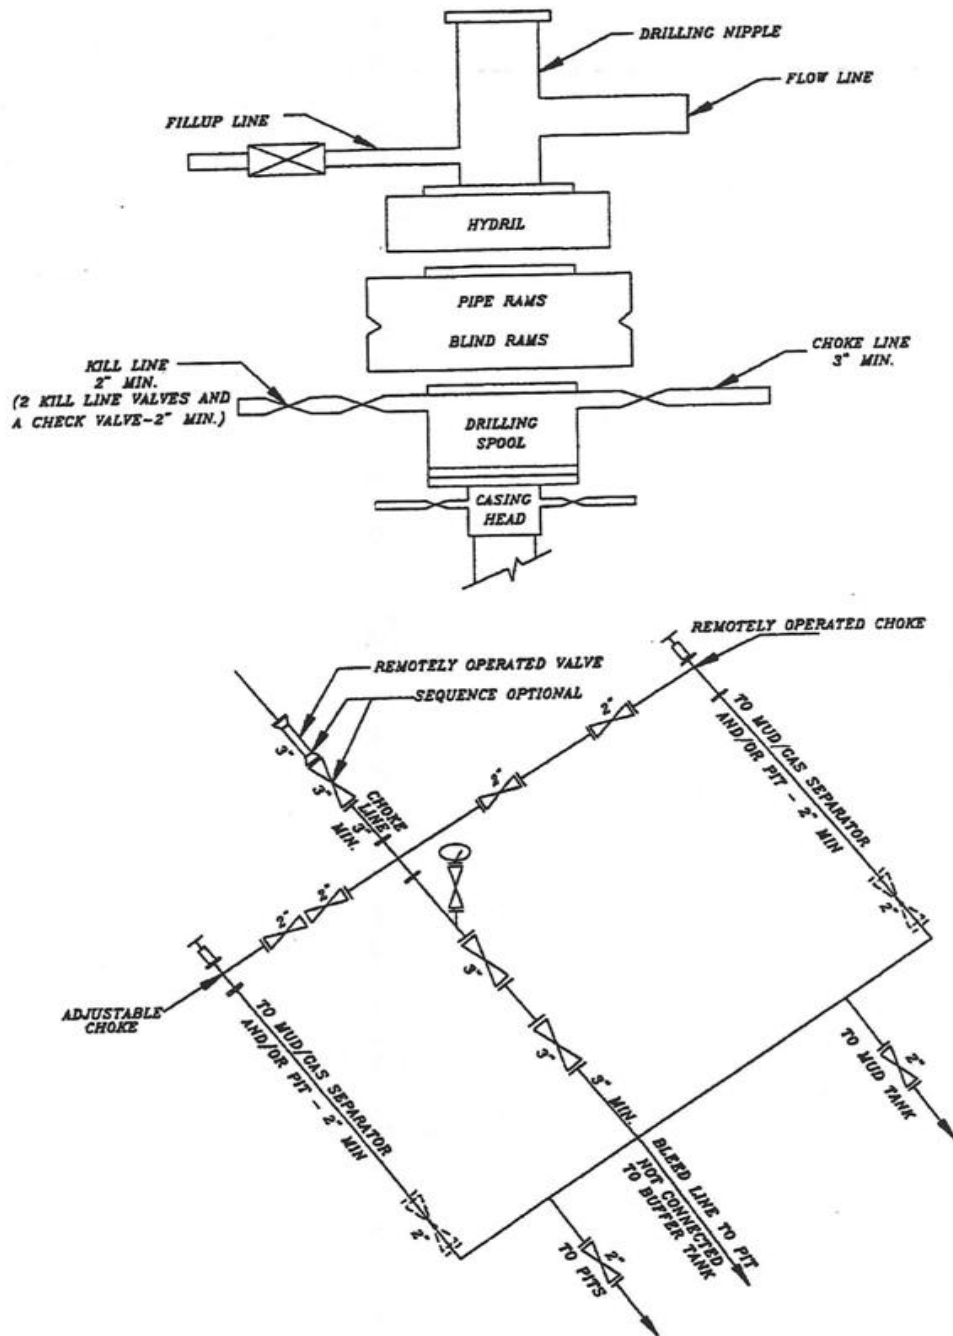 DRILLING NIPPLE
FLOW LINE
FILLUP LINE
HYDRIL
PIPE RAMS
BLIND RAMS
KILL LINE
2" MIN.
(2 KILL LINE VALVES AND
A CHECK VALVE-2" MIN.)
CHOKE LINE
3" MIN.
DRILLING
SPOOL
CASING
HEAD
REMOTELY OPERATED CHOKE
REMOTELY OPERATED VALVE
SEQUENCE OPTIONAL
3"
3"
CHOKE
LINE
3"
MIN.
2"
2"
TO MUD/GAS SEPARATOR
AND/OR PIT - 2" MIN
2"
2"
2"
ADJUSTABLE
CHOKE
TO MUD/GAS SEPARATOR
AND/OR PIT - 2" MIN
2"
3"
3"
3" MIN.
BLEED LINE TO PIT
NOT CONNECTED
TO BUFFER TANK
2"
TO MUD TANK
2"
TO PITS